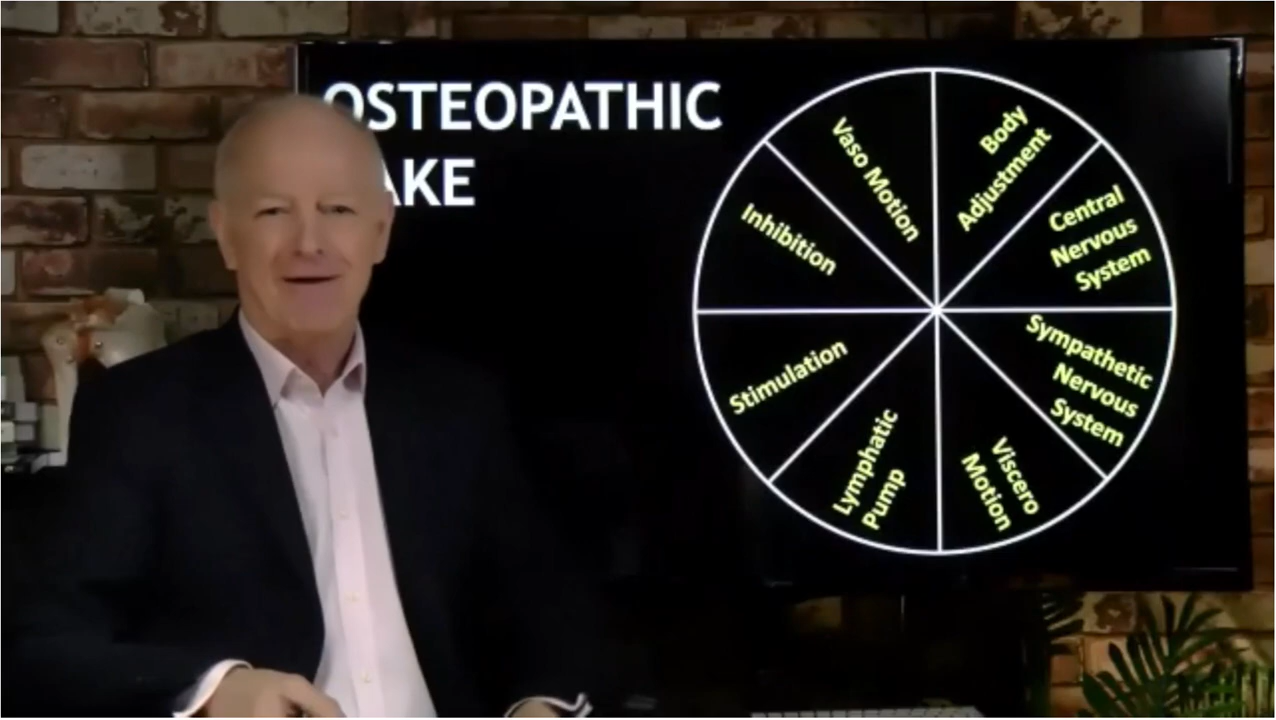 OSTEOPATHIC
AKE
Body
Adjustment
Central
Nervous
System
Sympathetic
Nervous
System
Viscero
Motion
Lymphatic
Pump
Stimulation
Inhibition
Vaso Motion